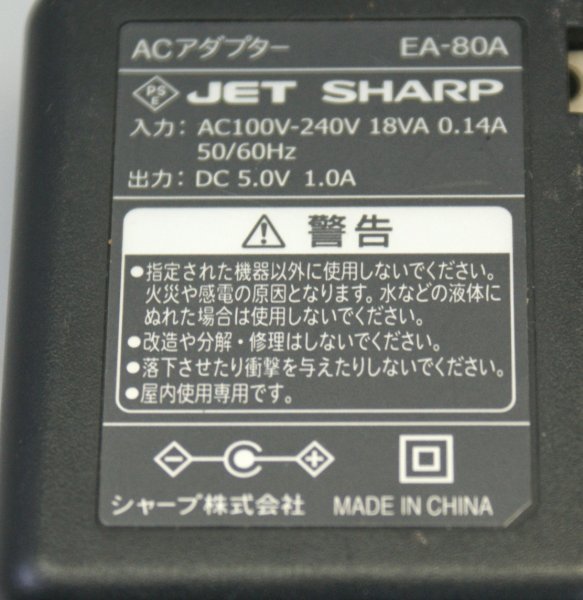 ACアダプター EA-80A
PSE JET SHARP
入力: AC100V-240V 18VA 0.14A
50/60Hz
出力: DC 5.0V 1.0A
警告
●指定された機器以外に使用しないでください。
火災や感電の原因となります。水などの液体に
ぬれた場合は使用しないでください。
●改造や分解・修理はしないでください。
●落下させたり衝撃を与えたりしないでください。
●屋内使用専用です。
シャープ株式会社 MADE IN CHINA